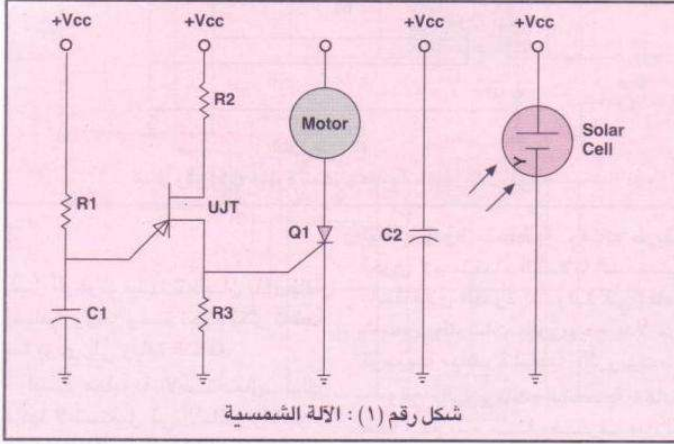 +Vcc +Vcc +Vcc +Vcc
R2
Motor
Solar
Cell
R1
UJT
Q1
C2
C1
R3
شكل رقم (١) : الآلة الشمسية